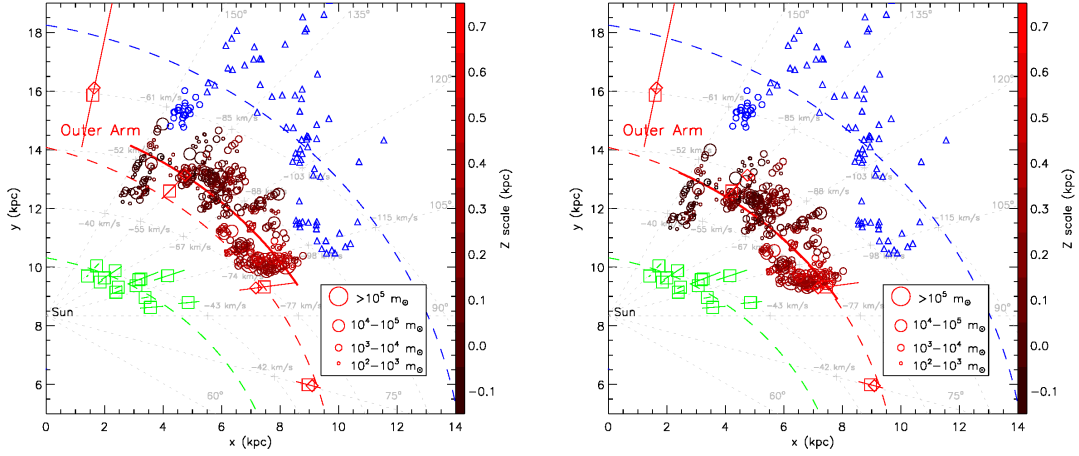 150°
135°
120°
105°
90°
75°
60°
−61 km/s
−85 km/s
−52 km/s
−103 km/s
−88 km/s
−40 km/s
−55 km/s
−115 km/s
−67 km/s
−98 km/s
−74 km/s
−43 km/s
−77 km/s
−42 km/s
Outer Arm
Sun
>10⁵ m⊙
10⁴−10⁵ m⊙
10³−10⁴ m⊙
10²−10³ m⊙
18
16
14
12
10
8
6
y (kpc)
0 2 4 6 8 10 12 14
x (kpc)
0.7
0.6
0.5
0.4
0.3
0.2
0.1
0.0
−0.1
Z scale (kpc)
150°
135°
120°
105°
90°
75°
60°
−61 km/s
−85 km/s
−52 km/s
−103 km/s
−88 km/s
−40 km/s
−55 km/s
−115 km/s
−67 km/s
−98 km/s
−74 km/s
−43 km/s
−77 km/s
−42 km/s
Outer Arm
Sun
>10⁵ m⊙
10⁴−10⁵ m⊙
10³−10⁴ m⊙
10²−10³ m⊙
18
16
14
12
10
8
6
y (kpc)
0 2 4 6 8 10 12 14
x (kpc)
0.7
0.6
0.5
0.4
0.3
0.2
0.1
0.0
−0.1
Z scale (kpc)